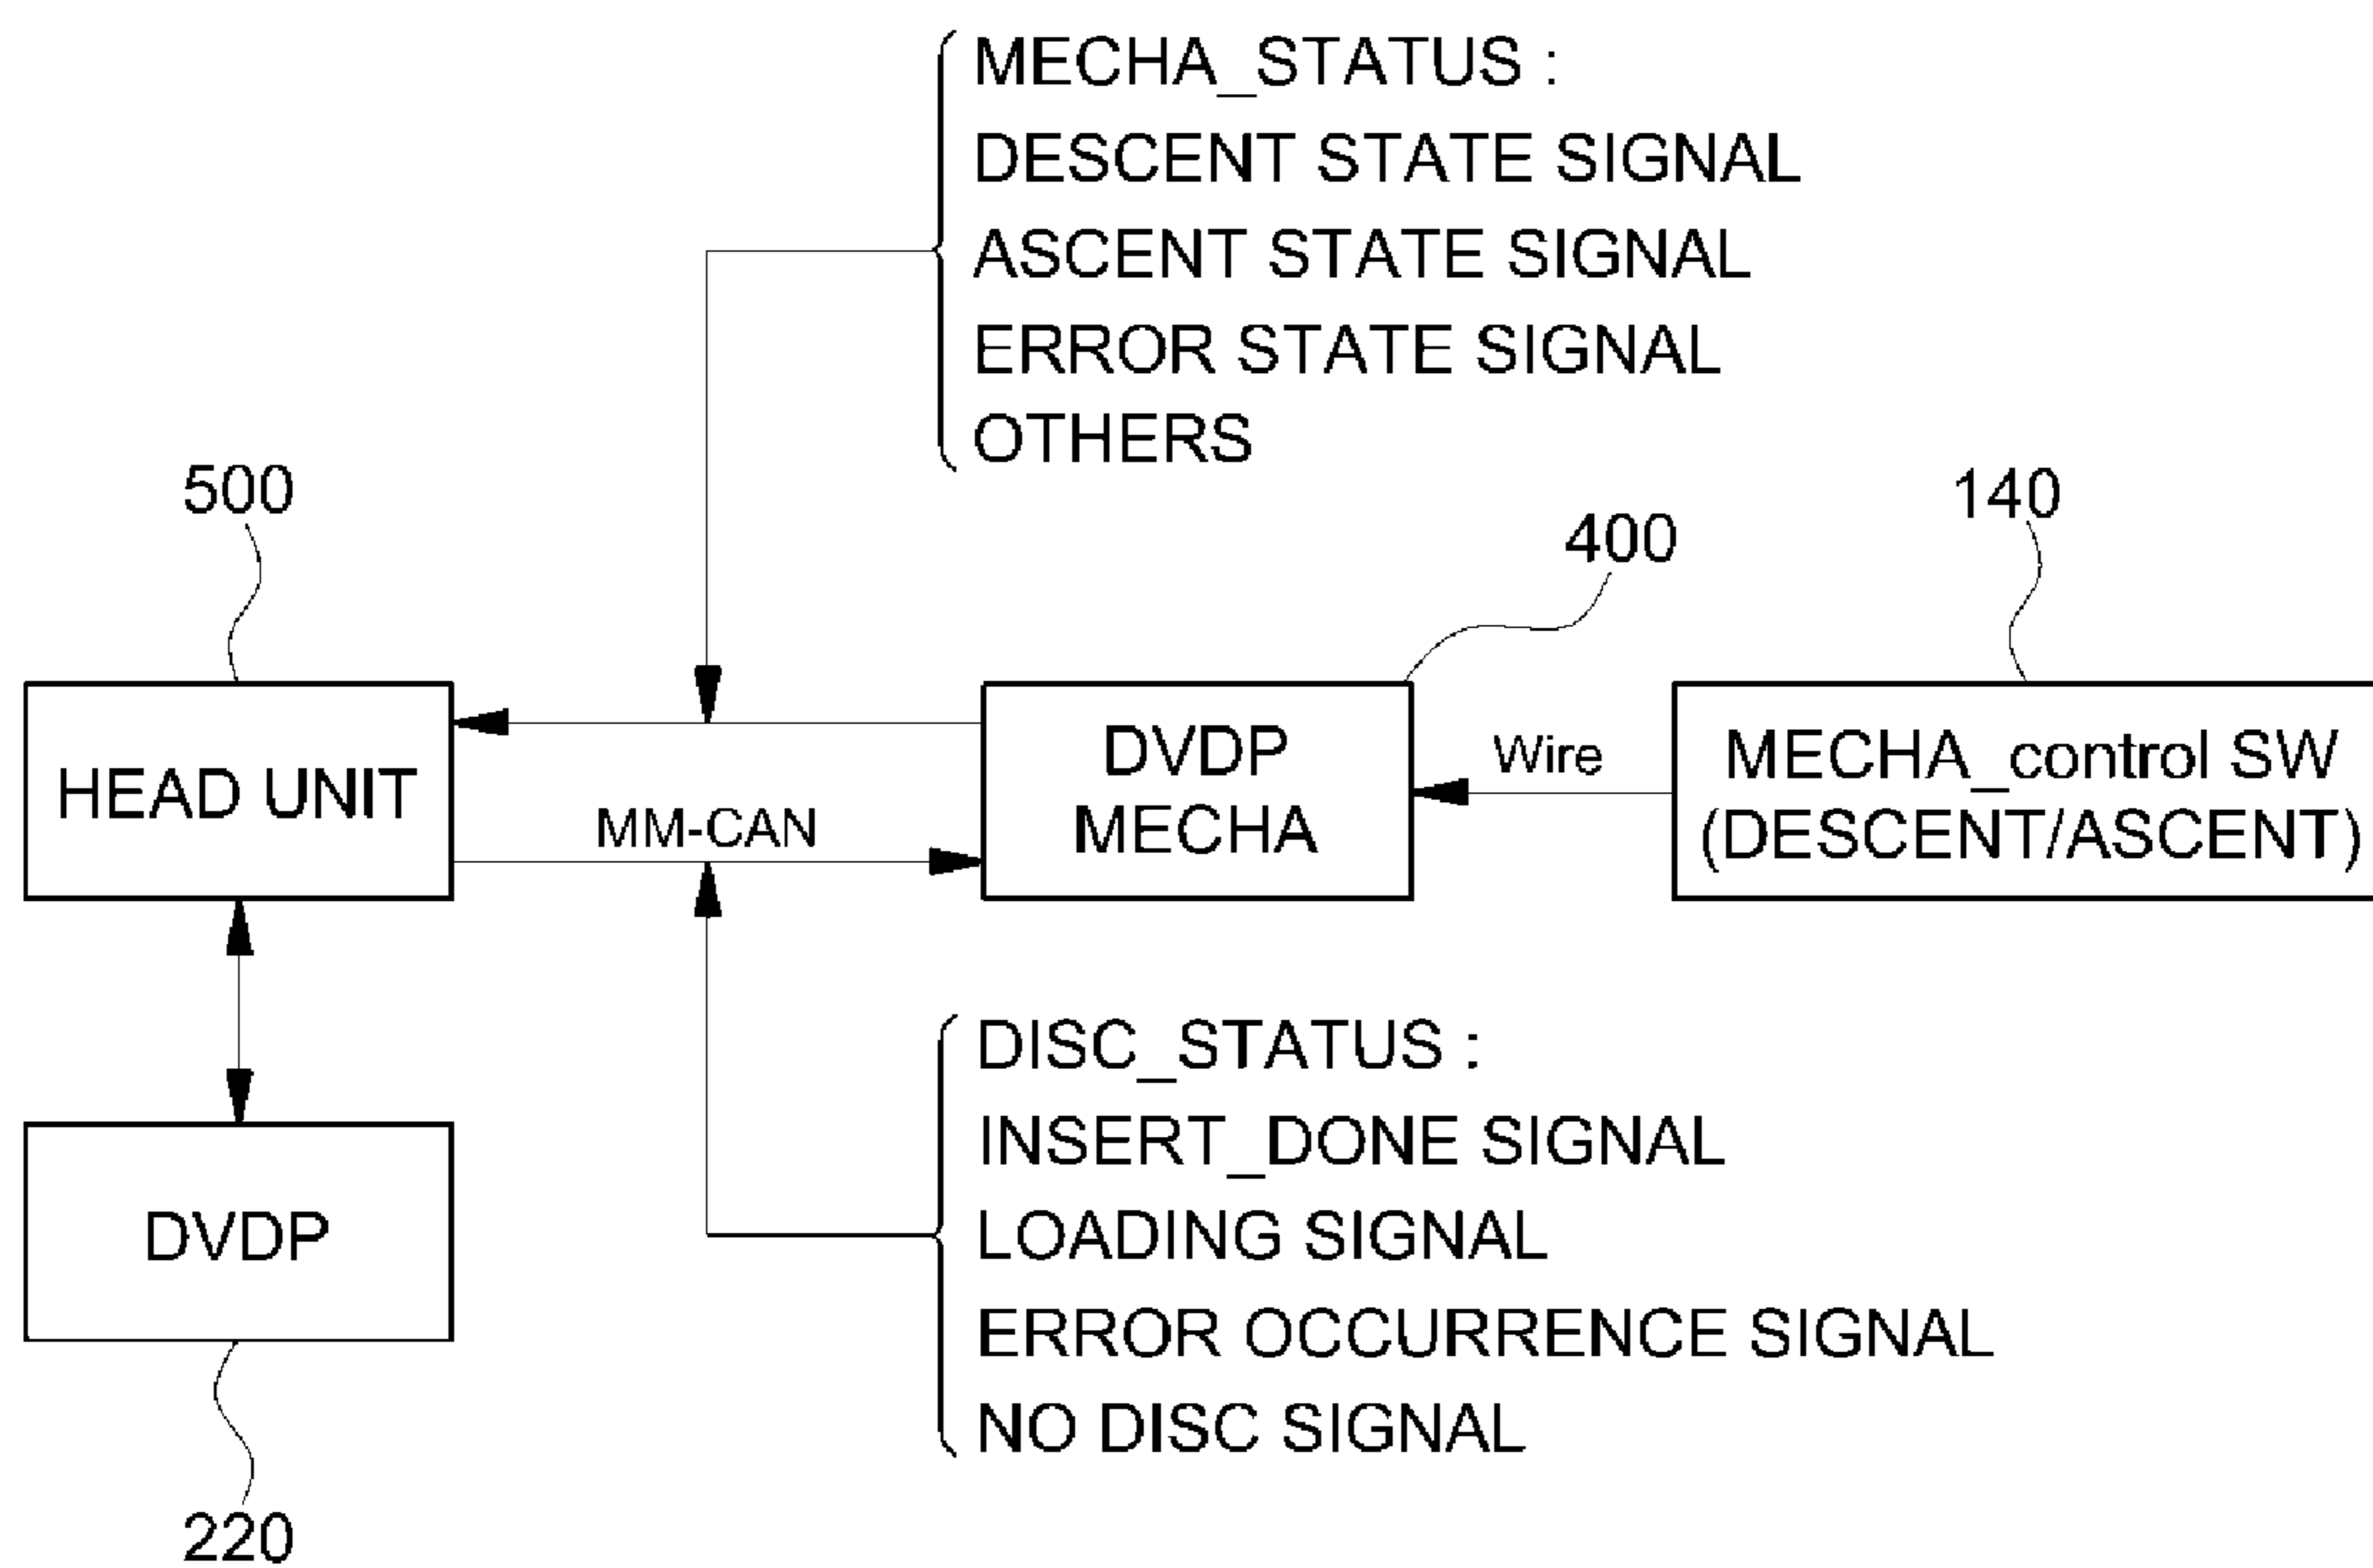 MECHA_STATUS :
DESCENT STATE SIGNAL
ASCENT STATE SIGNAL
ERROR STATE SIGNAL
OTHERS
500
400
140
HEAD UNIT
MM-CAN
DVDP
MECHA
Wire
MECHA_control SW
(DESCENT/ASCENT)
DVDP
220
DISC_STATUS :
INSERT_DONE SIGNAL
LOADING SIGNAL
ERROR OCCURRENCE SIGNAL
NO DISC SIGNAL